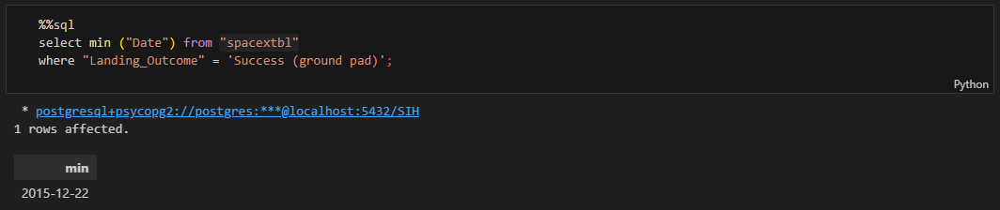 %%sql
select min ("Date") from "spacextbl"
where "Landing_Outcome" = 'Success (ground pad)';
Python
* postgresql+psycopg2://postgres:***@localhost:5432/SIH
1 rows affected.
min
2015-12-22